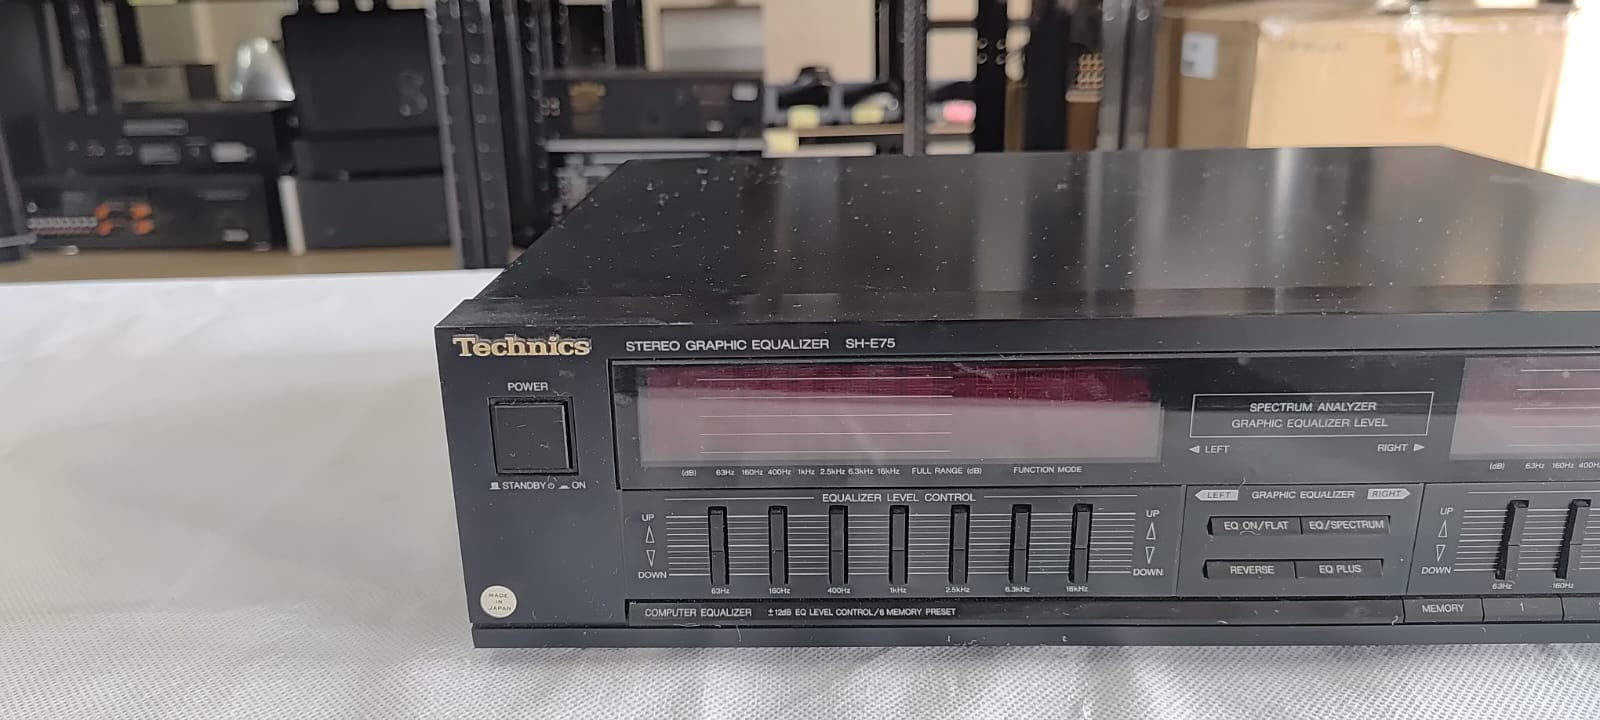 Technics
STEREO GRAPHIC EQUALIZER SH-E75
POWER
STANDBY ON
(dB) 63Hz 160Hz 400Hz 1kHz 2.5kHz 6.3kHz 16kHz FULL RANGE (dB) FUNCTION MODE
SPECTRUM ANALYZER
GRAPHIC EQUALIZER LEVEL
◀ LEFT RIGHT ▶
(dB) 63Hz 160Hz 400Hz
EQUALIZER LEVEL CONTROL
UP UP
DOWN DOWN
63Hz 160Hz 400Hz 1kHz 2.5kHz 6.3kHz 16kHz
LEFT GRAPHIC EQUALIZER RIGHT
EQ ON/FLAT EQ/SPECTRUM
REVERSE EQ PLUS
UP
DOWN
63Hz 160Hz
MADE
IN
JAPAN
COMPUTER EQUALIZER ±12dB EQ LEVEL CONTROL/8 MEMORY PRESET
MEMORY 1